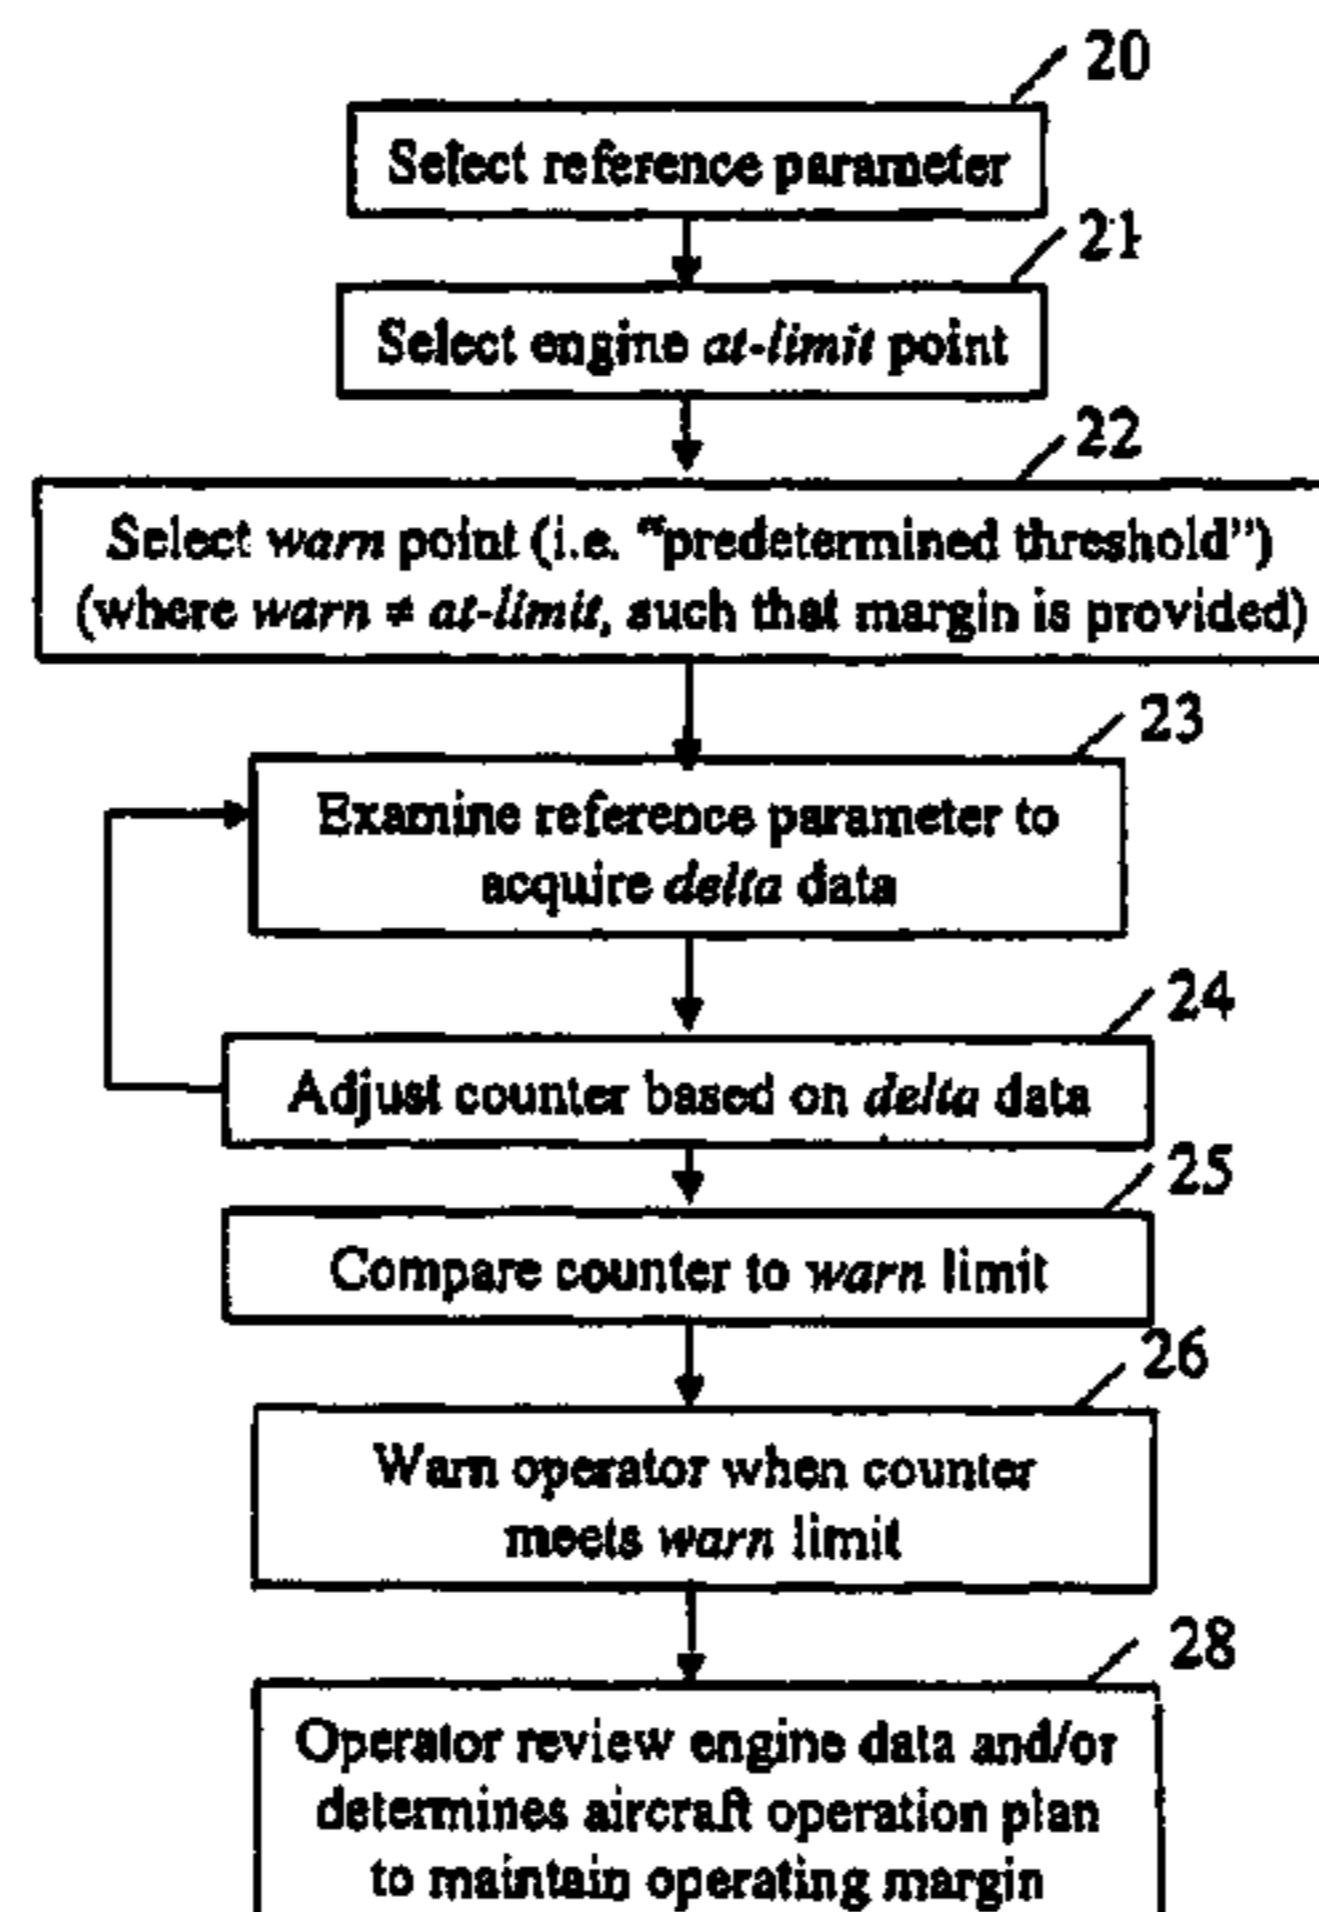 20
Select reference parameter
21
Select engine at-limit point
22
Select warn point (i.e. "predetermined threshold")
(where warn ≠ at-limit, such that margin is provided)
23
Examine reference parameter to
acquire delta data
24
Adjust counter based on delta data
25
Compare counter to warn limit
26
Warn operator when counter
meets warn limit
28
Operator review engine data and/or
determines aircraft operation plan
to maintain operating margin